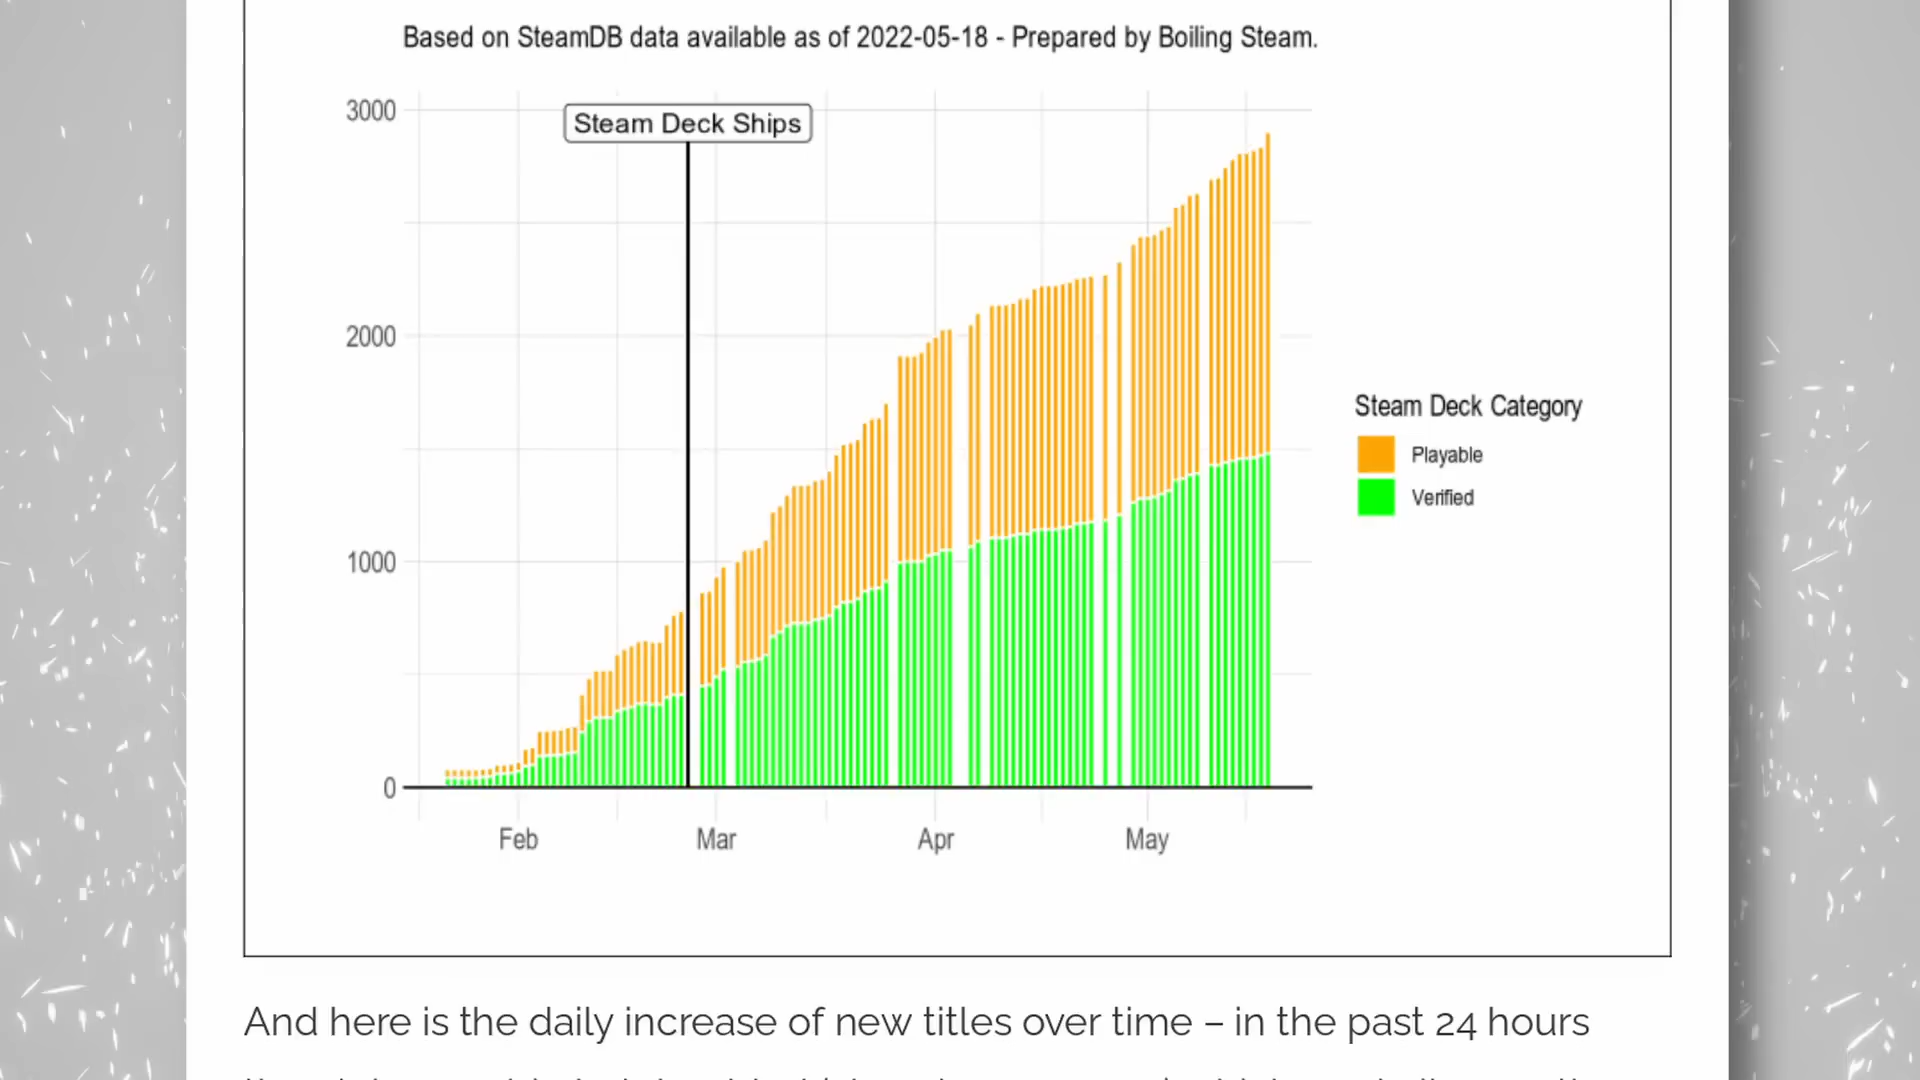 Based on SteamDB data available as of 2022-05-18 - Prepared by Boiling Steam.
3000
Steam Deck Ships
2000
Steam Deck Category
Playable
Verified
1000
0
Feb Mar Apr May
And here is the daily increase of new titles over time – in the past 24 hours